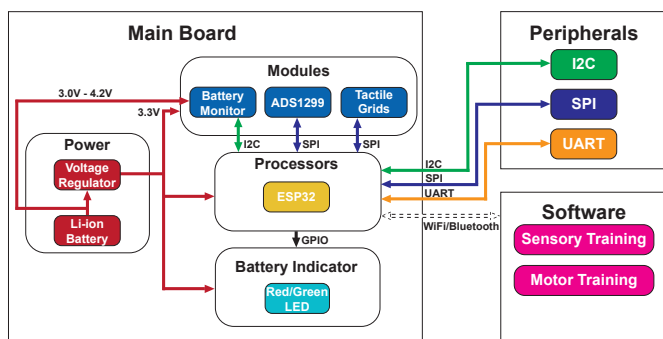 Main Board
Modules
3.0V - 4.2V
3.3V
Battery
Monitor
ADS1299
Tactile
Grids
I2C
SPI
SPI
Power
Voltage
Regulator
Li-ion
Battery
Processors
ESP32
GPIO
Battery Indicator
Red/Green
LED
I2C
SPI
UART
WiFi/Bluetooth
Peripherals
I2C
SPI
UART
Software
Sensory Training
Motor Training